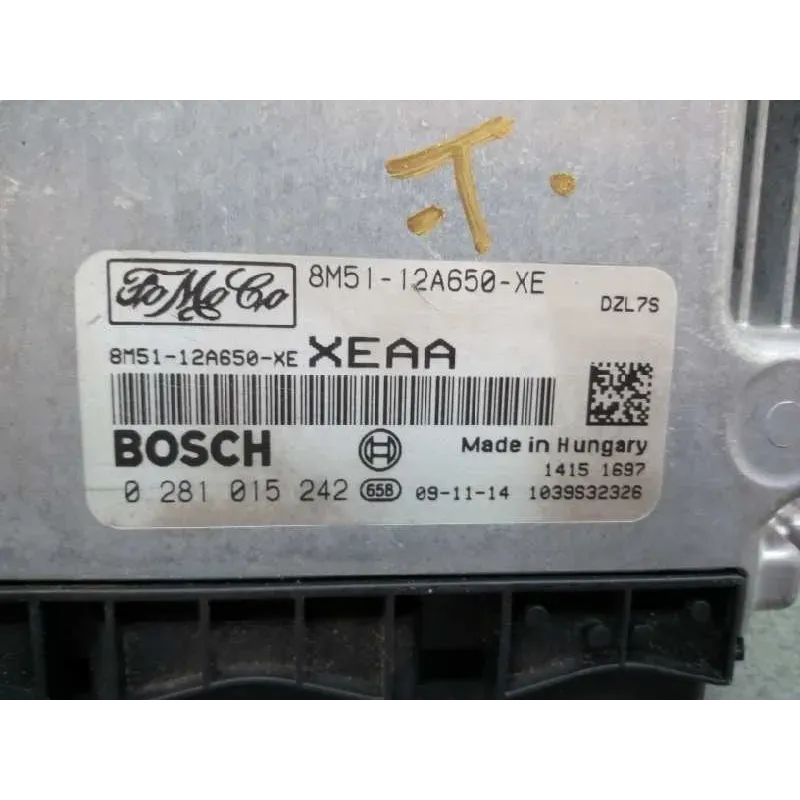 .T.
FoMoCo 8M51-12A650-XE
DZL7S
8M51-12A650-XE XEAA
BOSCH Made in Hungary
1415 1697
0 281 015 242 658 09-11-14 1039S32326